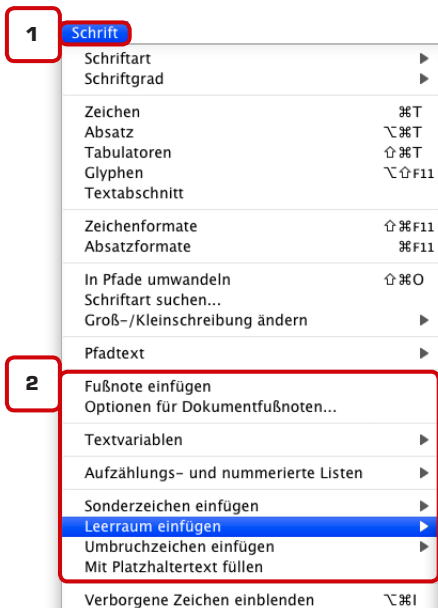 1 Schrift
Schriftart
Schriftgrad
Zeichen ⌘T
Absatz ⌥⌘T
Tabulatoren ⇧⌘T
Glyphen ⌥⇧F11
Textabschnitt
Zeichenformate ⇧⌘F11
Absatzformate ⌘F11
In Pfade umwandeln ⇧⌘O
Schriftart suchen...
Groß-/Kleinschreibung ändern
Pfadtext
2
Fußnote einfügen
Optionen für Dokumentfußnoten...
Textvariablen
Aufzählungs- und nummerierte Listen
Sonderzeichen einfügen
Leerraum einfügen
Umbruchzeichen einfügen
Mit Platzhaltertext füllen
Verborgene Zeichen einblenden ⌥⌘I